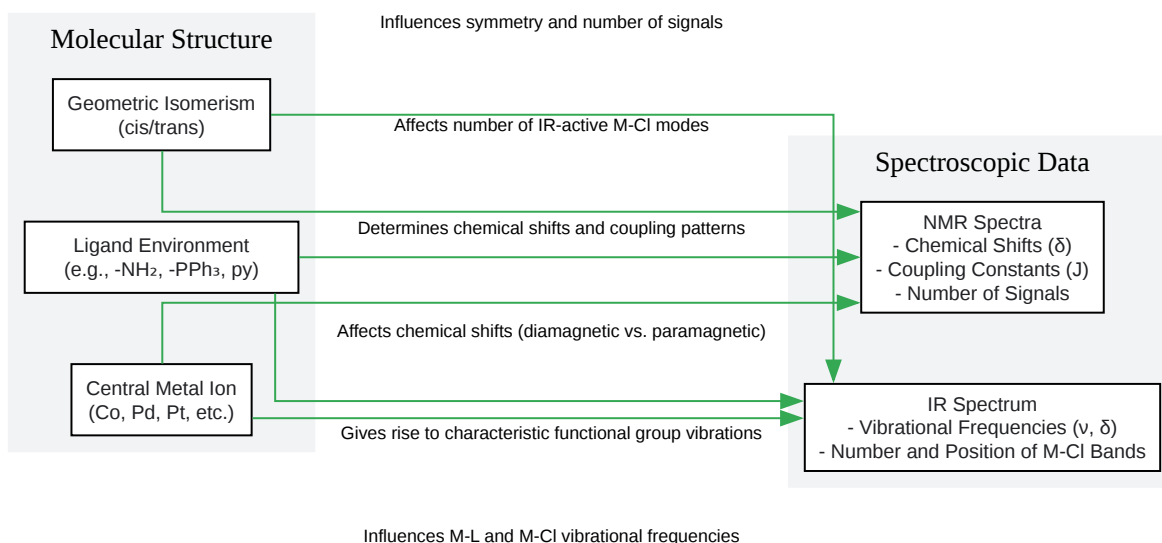 Influences symmetry and number of signals
Molecular Structure
Geometric Isomerism
(cis/trans)
Affects number of IR-active M-Cl modes
Spectroscopic Data
NMR Spectra
- Chemical Shifts (δ)
- Coupling Constants (J)
- Number of Signals
Determines chemical shifts and coupling patterns
Ligand Environment
(e.g., -NH₂, -PPh₃, py)
Affects chemical shifts (diamagnetic vs. paramagnetic)
Central Metal Ion
(Co, Pd, Pt, etc.)
IR Spectrum
- Vibrational Frequencies (ν, δ)
- Number and Position of M-Cl Bands
Gives rise to characteristic functional group vibrations
Influences M-L and M-Cl vibrational frequencies